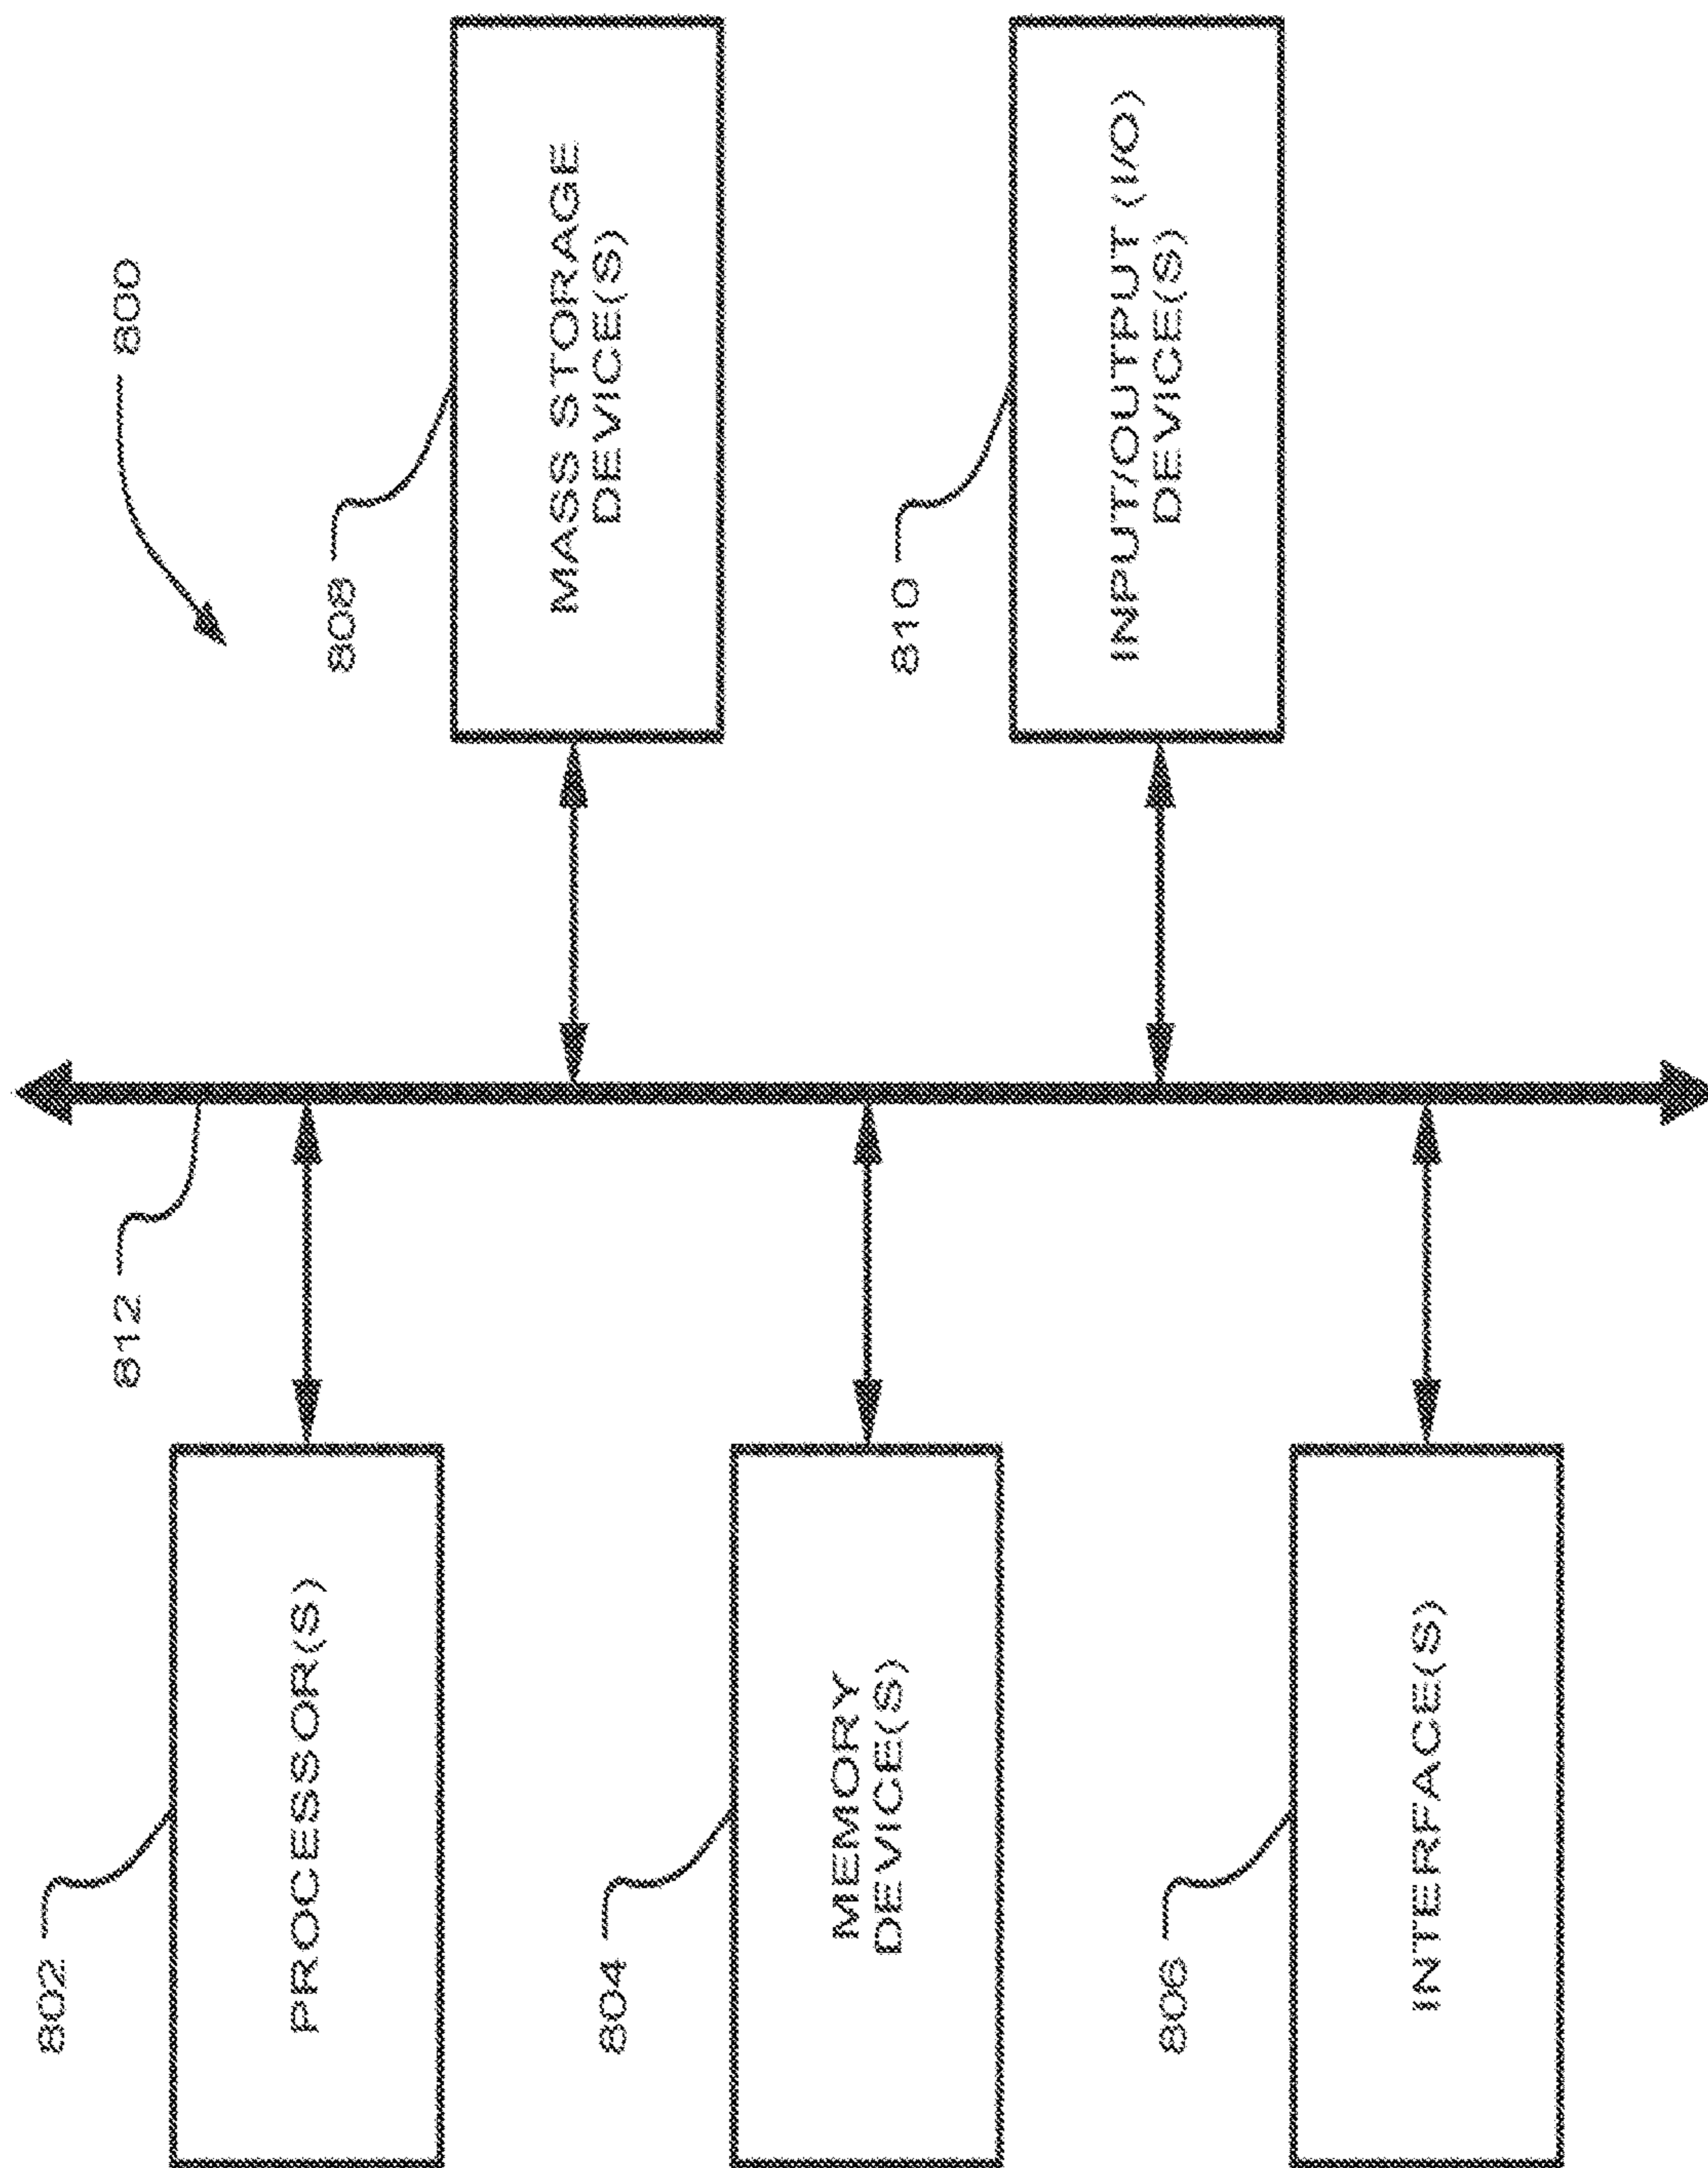 802
812
800
PROCESSOR(S)
808
MASS STORAGE
DEVICE(S)
804
MEMORY
DEVICE(S)
810
INPUT/OUTPUT (I/O)
DEVICE(S)
806
INTERFACE(S)